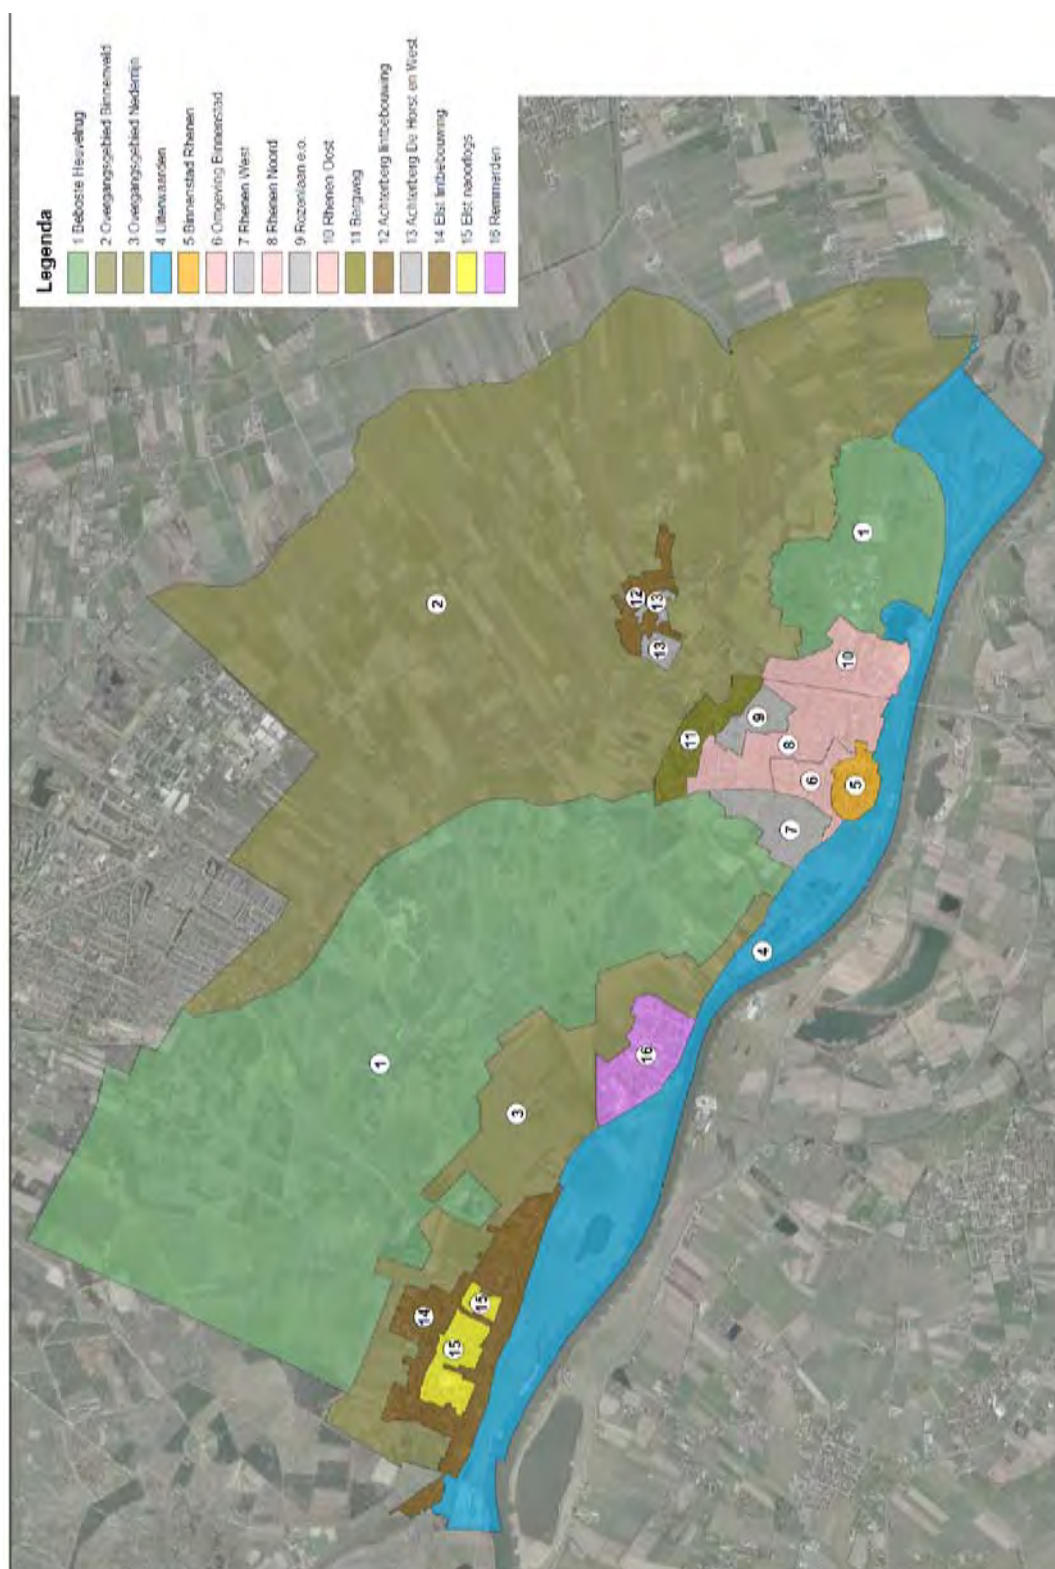 Legenda
1 Beboste Heuvelrug
2 Overgangsgebied Binnenveld
3 Overgangsgebied Nederrijn
4 Uiterwaarden
5 Binnenstad Rhenen
6 Omgeving Binnenstad
7 Rhenen West
8 Rhenen Noord
9 Rozenlaan e.o.
10 Rhenen Oost
11 Bergweg
12 Achterberg lintbebouwing
13 Achterberg De Horst en West
14 Elst lintbebouwing
15 Elst naoorlogs
16 Remmerden
2
1
12
13
13
10
11
9
8
6
5
7
4
1
16
3
14
15
15